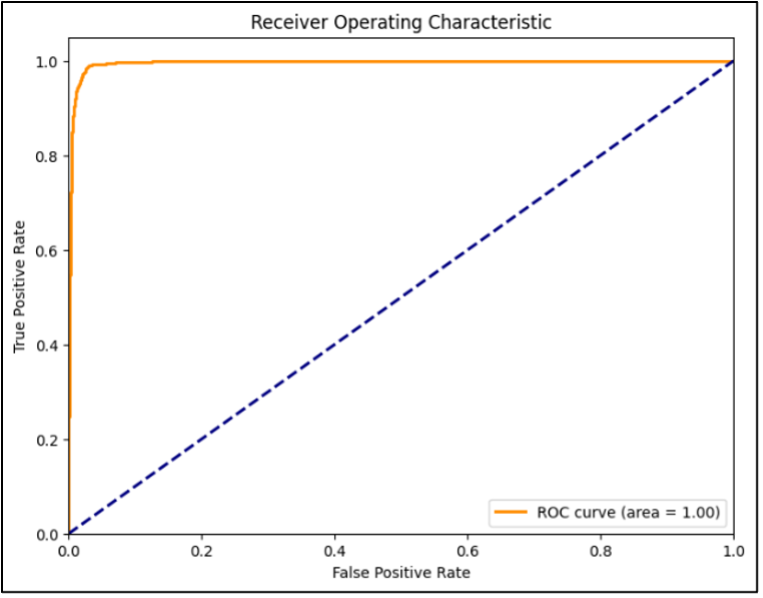 Receiver Operating Characteristic
1.0
0.8
0.6
0.4
0.2
0.0
True Positive Rate
ROC curve (area = 1.00)
0.0 0.2 0.4 0.6 0.8 1.0
False Positive Rate